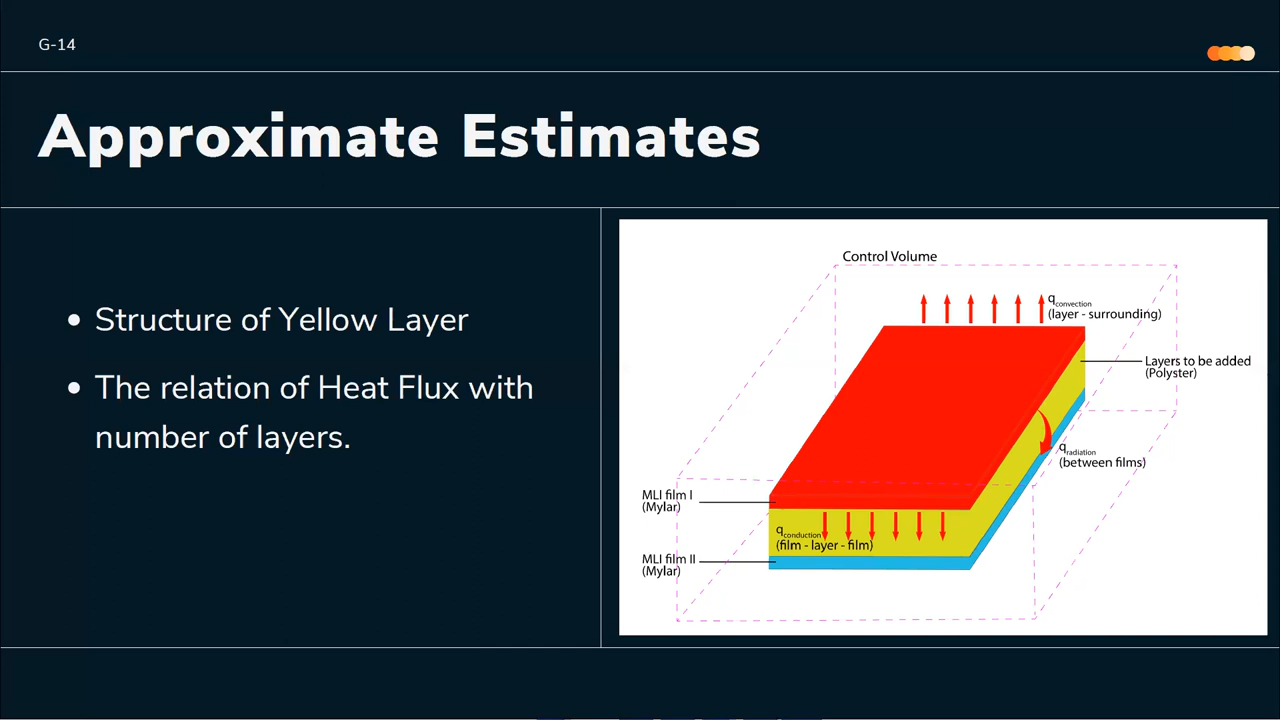 G-14
Approximate Estimates
• Structure of Yellow Layer
• The relation of Heat Flux with
number of layers.
Control Volume
qconvection
(layer - surrounding)
Layers to be added
(Polyster)
qradiation
(between films)
MLI film I
(Mylar)
qconduction
(film - layer - film)
MLI film II
(Mylar)